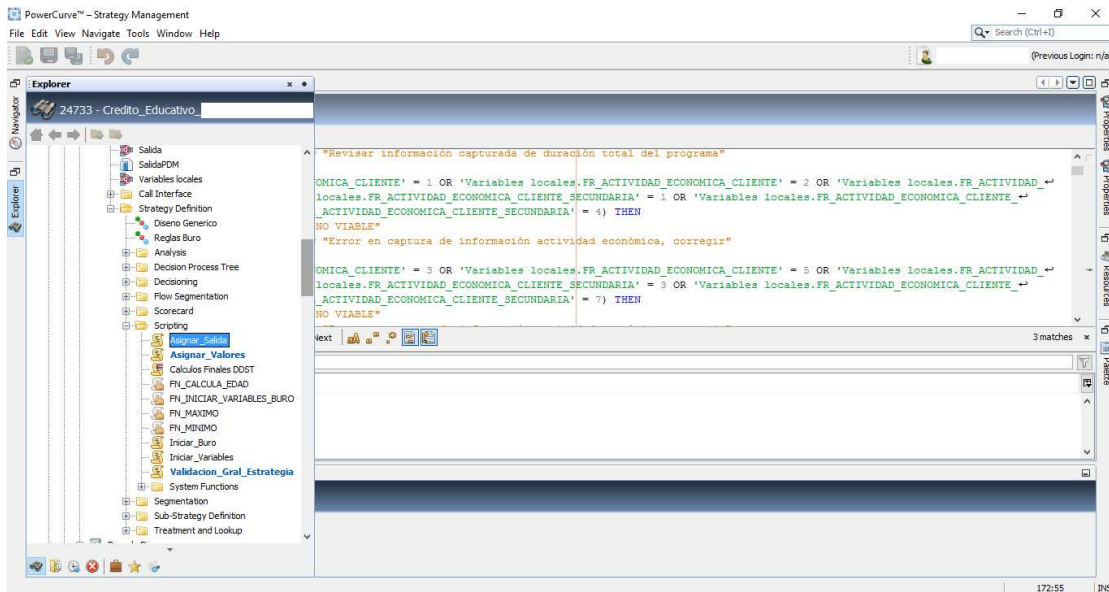 PowerCurve™ – Strategy Management
File Edit View Navigate Tools Window Help
Search (Ctrl+I)
(Previous Login: n/a
Explorer
24733 - Credito_Educativo_
Navigator
Explorer
Salida
SalidaPDM
Variables locales
Call Interface
Strategy Definition
Diseno Generico
Reglas Buro
Analysis
Decision Process Tree
Decisioning
Flow Segmentation
Scorecard
Scripting
Asignar_Salida
Asignar_Valores
Calculos Finales DDST
FN_CALCULA_EDAD
FN_INICIAR_VARIABLES_BURO
FN_MAXIMO
FN_MINIMO
Iniciar_Buro
Iniciar_Variables
Validacion_Gral_Estrategia
System Functions
Segmentation
Sub-Strategy Definition
Treatment and Lookup
"Revisar información capturada de duración total del programa"
OMICA_CLIENTE' = 1 OR 'Variables locales.FR_ACTIVIDAD_ECONOMICA_CLIENTE' = 2 OR 'Variables locales.FR_ACTIVIDAD_
locales.FR_ACTIVIDAD_ECONOMICA_CLIENTE_SECUNDARIA' = 1 OR 'Variables locales.FR_ACTIVIDAD_ECONOMICA_CLIENTE_
_ACTIVIDAD_ECONOMICA_CLIENTE_SECUNDARIA' = 4) THEN
NO VIABLE"
"Error en captura de información actividad económica, corregir"
OMICA_CLIENTE' = 3 OR 'Variables locales.FR_ACTIVIDAD_ECONOMICA_CLIENTE' = 5 OR 'Variables locales.FR_ACTIVIDAD_
locales.FR_ACTIVIDAD_ECONOMICA_CLIENTE_SECUNDARIA' = 3 OR 'Variables locales.FR_ACTIVIDAD_ECONOMICA_CLIENTE_
_ACTIVIDAD_ECONOMICA_CLIENTE_SECUNDARIA' = 7) THEN
NO VIABLE"
Next
3 matches
Properties
Properties
Resources
Palette
172:55
INS